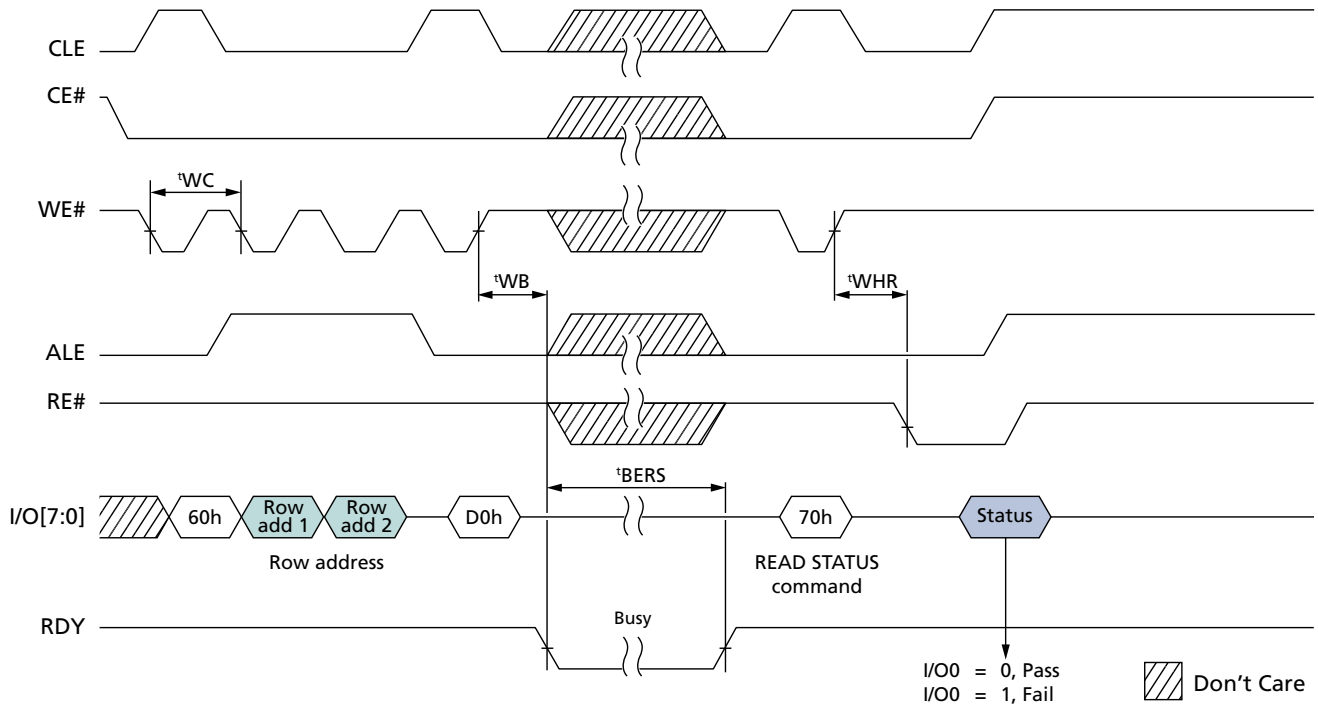 CLE
CE#
tWC
WE#
tWB
tWHR
ALE
RE#
tBERS
I/O[7:0]
60h
Row add 1
Row add 2
D0h
70h
Status
Row address
READ STATUS
command
RDY
Busy
I/O0 = 0, Pass
I/O0 = 1, Fail
Don't Care